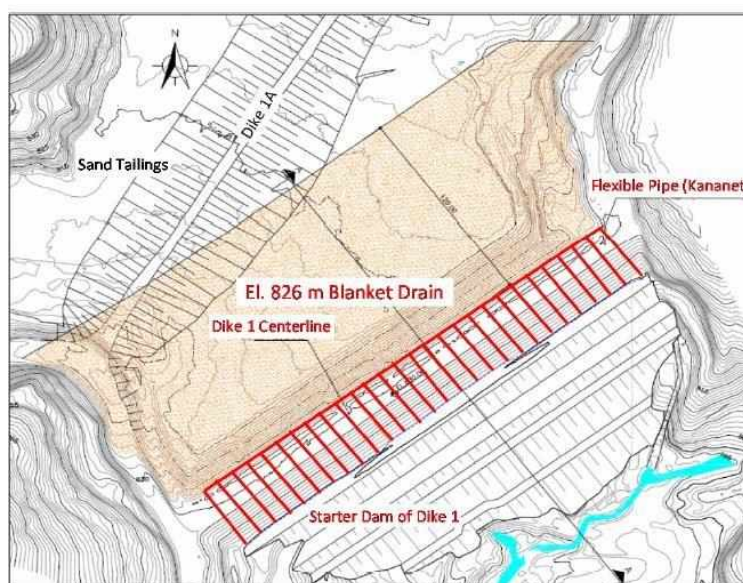 N
Dike 1A
Sand Tailings
Flexible Pipe (Kananet
El. 826 m Blanket Drain
Dike 1 Centerline
Starter Dam of Dike 1